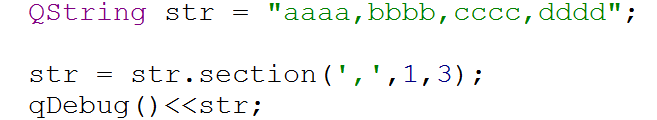 QString str = "aaaa,bbbb,cccc,dddd";
str = str.section(',',1,3);
qDebug()<<str;